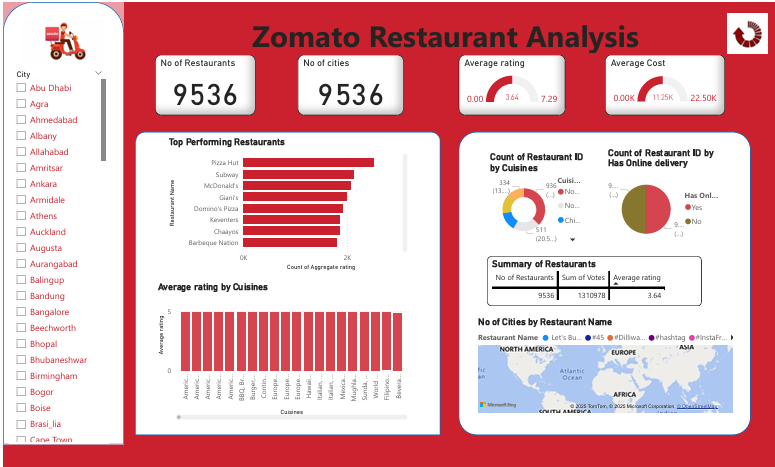 Zomato Restaurant Analysis
City
Abu Dhabi
Agra
Ahmedabad
Albany
Allahabad
Amritsar
Ankara
Armidale
Athens
Auckland
Augusta
Aurangabad
Balingup
Bandung
Bangalore
Beechworth
Bhopal
Bhubaneshwar
Birmingham
Bogor
Boise
Brasi_lia
Cape Town
No of Restaurants
9536
No of cities
9536
Average rating
0.00 3.64 7.29
Average Cost
0.00K 11.25K 22.50K
Top Performing Restaurants
Restaurant Name
Pizza Hut
Subway
McDonald's
Giani's
Domino's Pizza
Keventers
Chaayos
Barbeque Nation
0K 2K
Count of Aggregate rating
Average rating by Cuisines
Average rating
5
0
Americ...
Americ...
Americ...
Americ...
Americ...
BBQ, Br...
Burger,...
Contin...
Europe...
Europe...
Europe...
Hawaii...
Italian, ...
Italian, ...
Mexica...
Mughla...
Sunda, ...
World ...
Filipino...
Bevera...
Cuisines
Count of Restaurant ID
by Cuisines
334
(13....)
936
(...)
511
(20.5...)
Cuisi...
No...
No...
Chi...
Count of Restaurant ID by
Has Online delivery
9...
(...)
9...
(...)
Has Onl...
Yes
No
Summary of Restaurants
No of Restaurants Sum of Votes Average rating
9536 1310978 3.64
No of Cities by Restaurant Name
Restaurant Name Let's Bu... #45 #Dilliwa... #hashtag #InstaFr...
NORTH AMERICA
EUROPE
ASIA
Atlantic
Ocean
AFRICA
SOUTH AMERICA
Microsoft Bing
© 2025 TomTom, © 2025 Microsoft Corporation, © OpenStreetMap